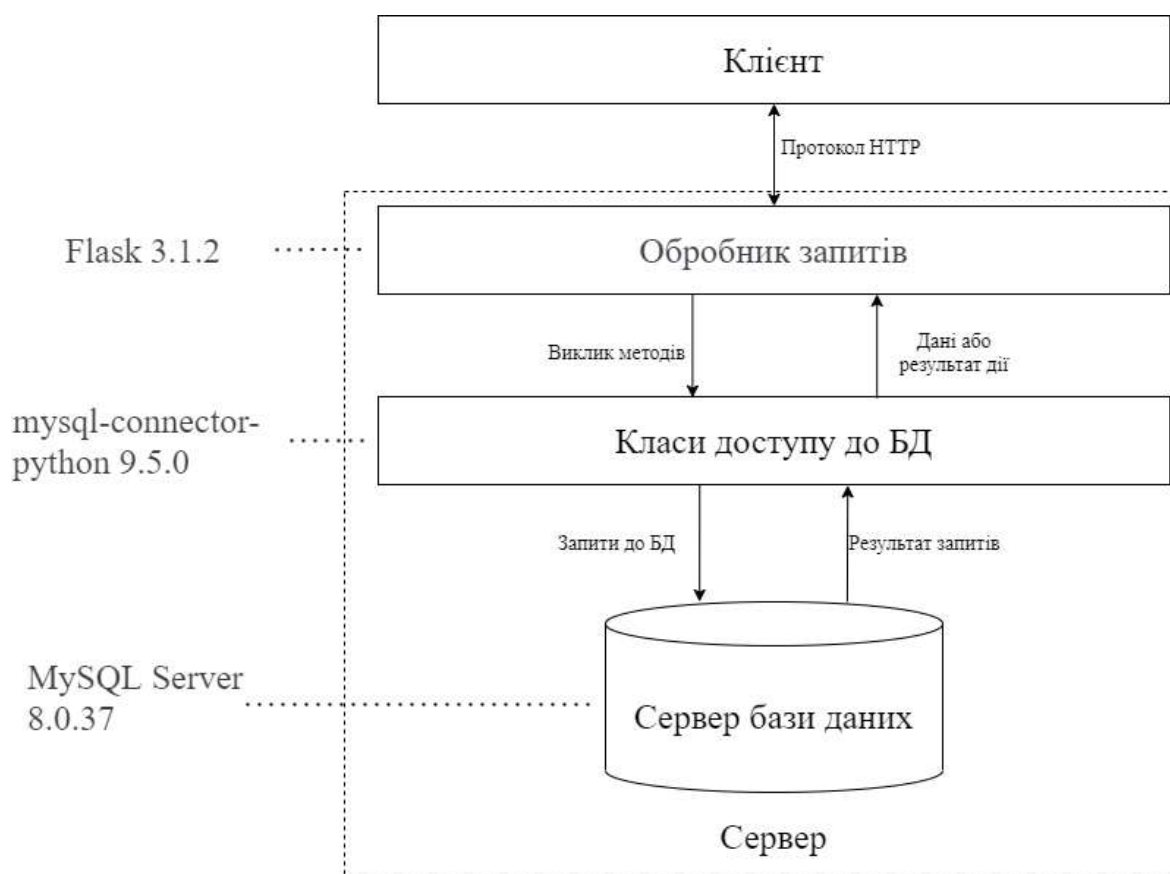 Клієнт
Протокол HTTP
Flask 3.1.2
Обробник запитів
Виклик методів
Дані або
результат дії
mysql-connector-
python 9.5.0
Класи доступу до БД
Запити до БД
Результат запитів
MySQL Server
8.0.37
Сервер бази даних
Сервер